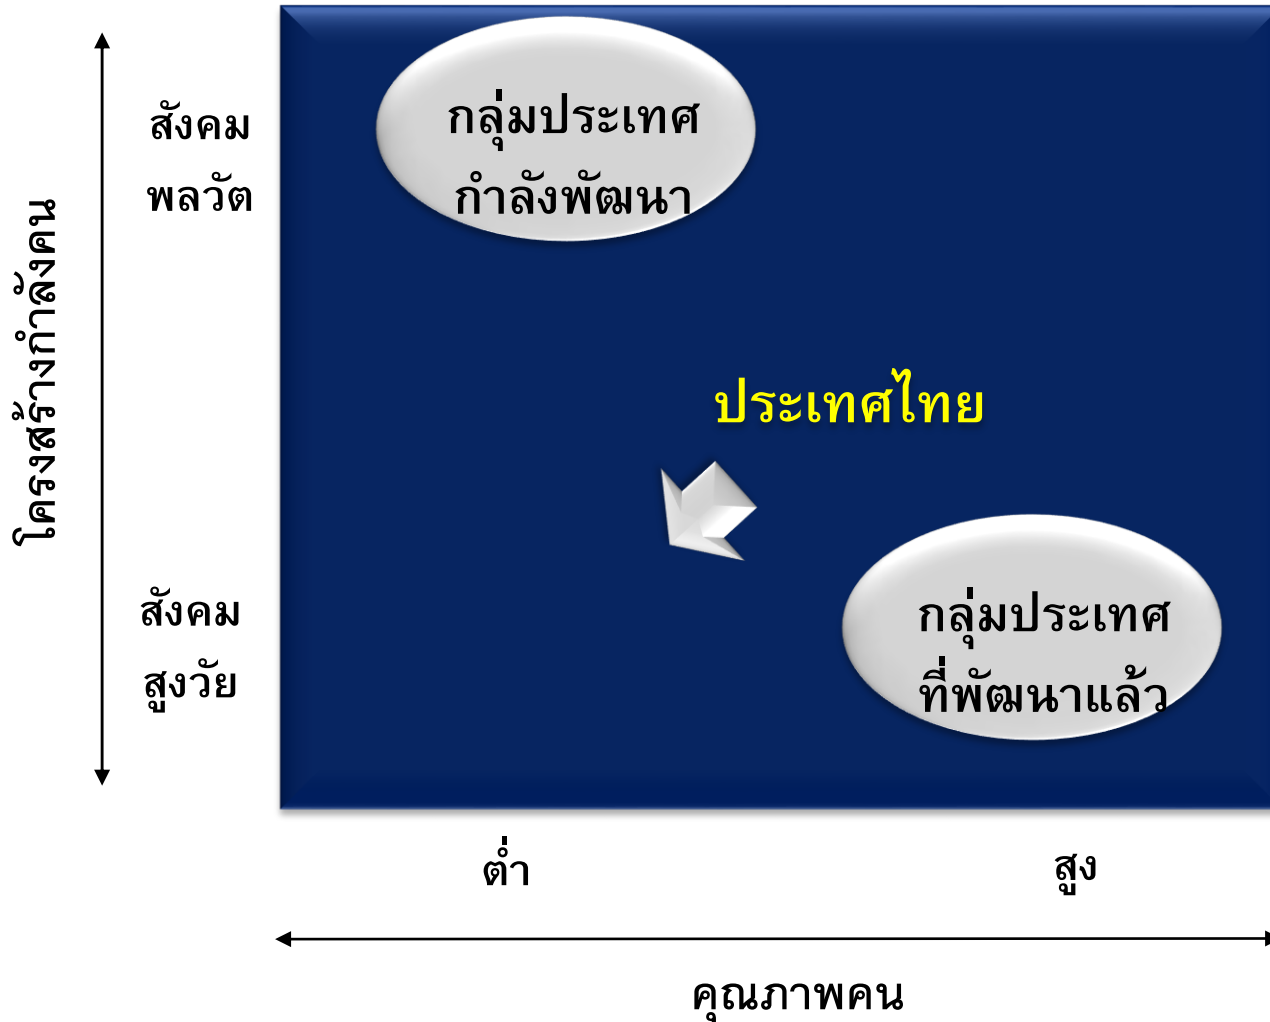 กลุ่มประเทศ
กำลังพัฒนา
สังคม
พลวัต
โครงสร้างกำลังคน
ประเทศไทย
สังคม
สูงวัย
กลุ่มประเทศ
ที่พัฒนาแล้ว
ต่ำ
สูง
คุณภาพคน